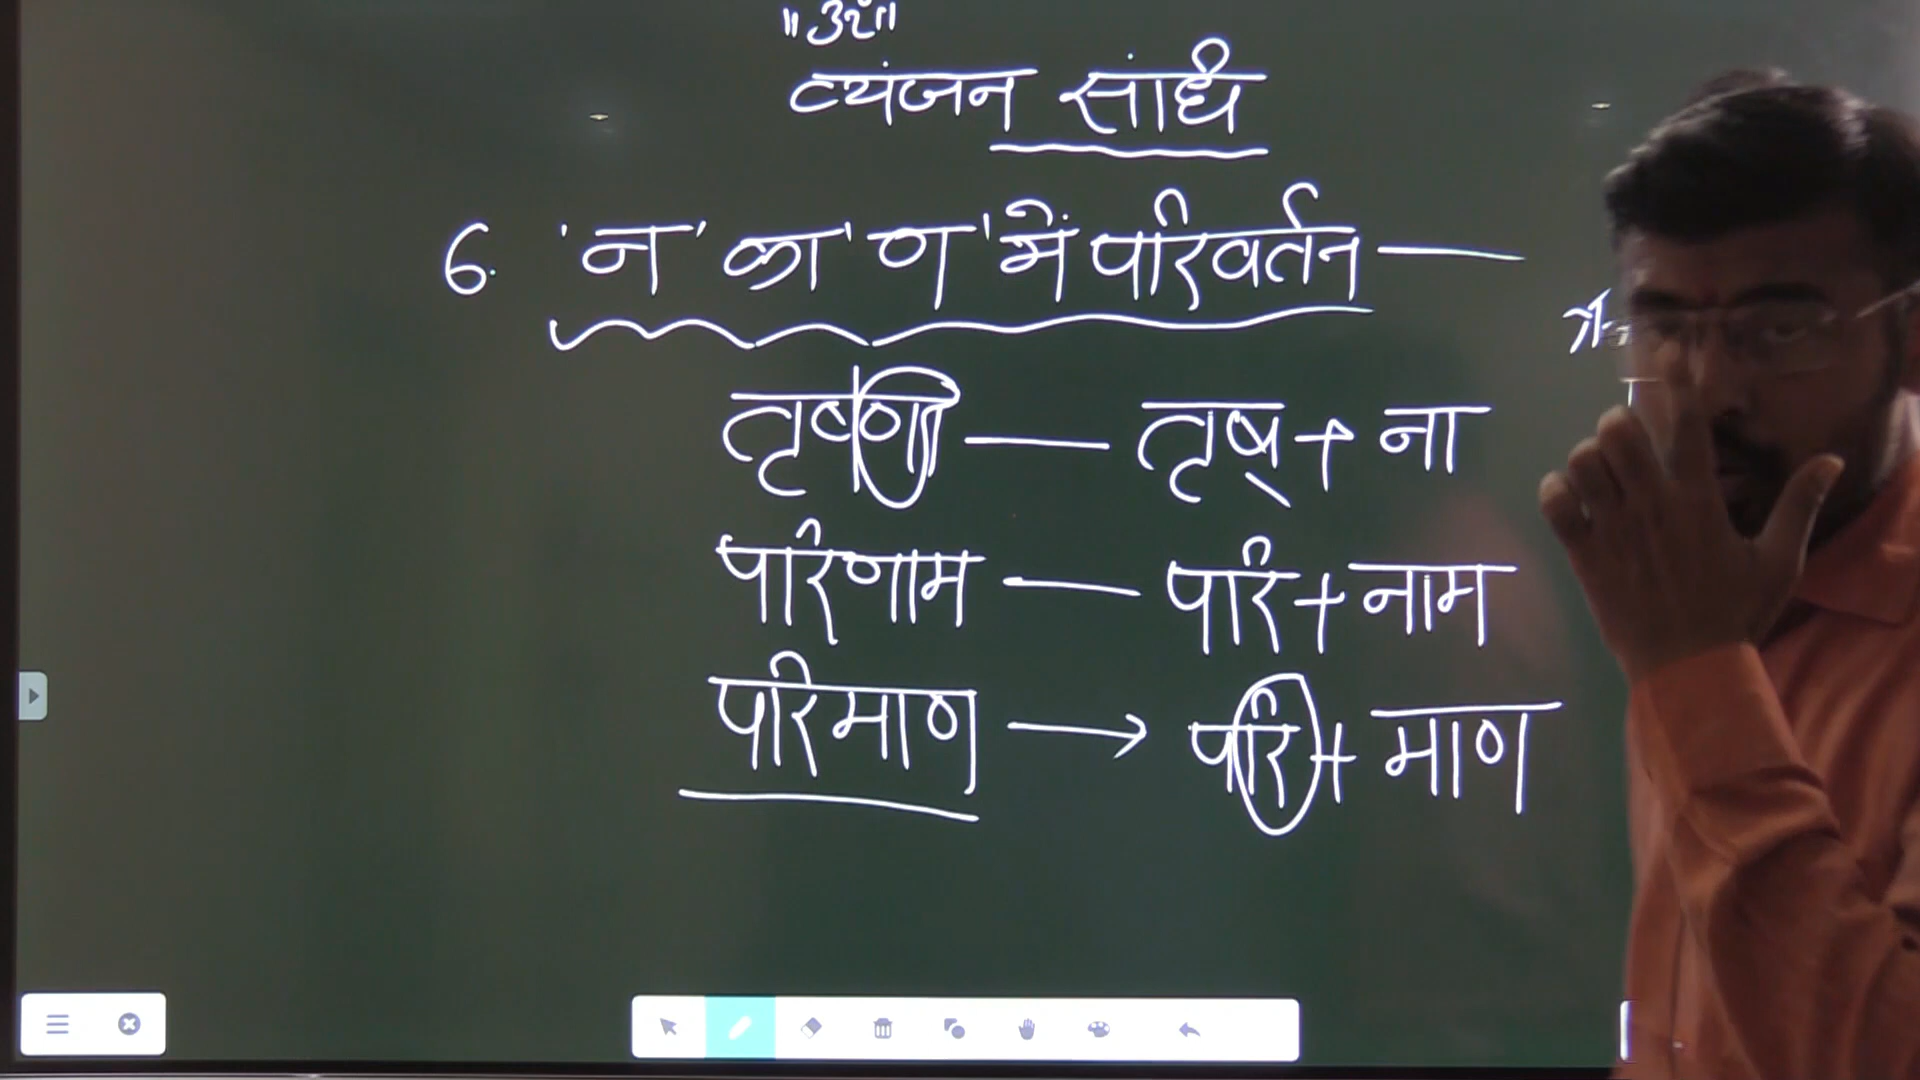 ॥ॐ॥
व्यंजन संधि
6. 'न' का 'ण' में परिवर्तन —
तृष्णा — तृष् + ना
परिणाम — परि + नाम
परिमाण → परि + माण